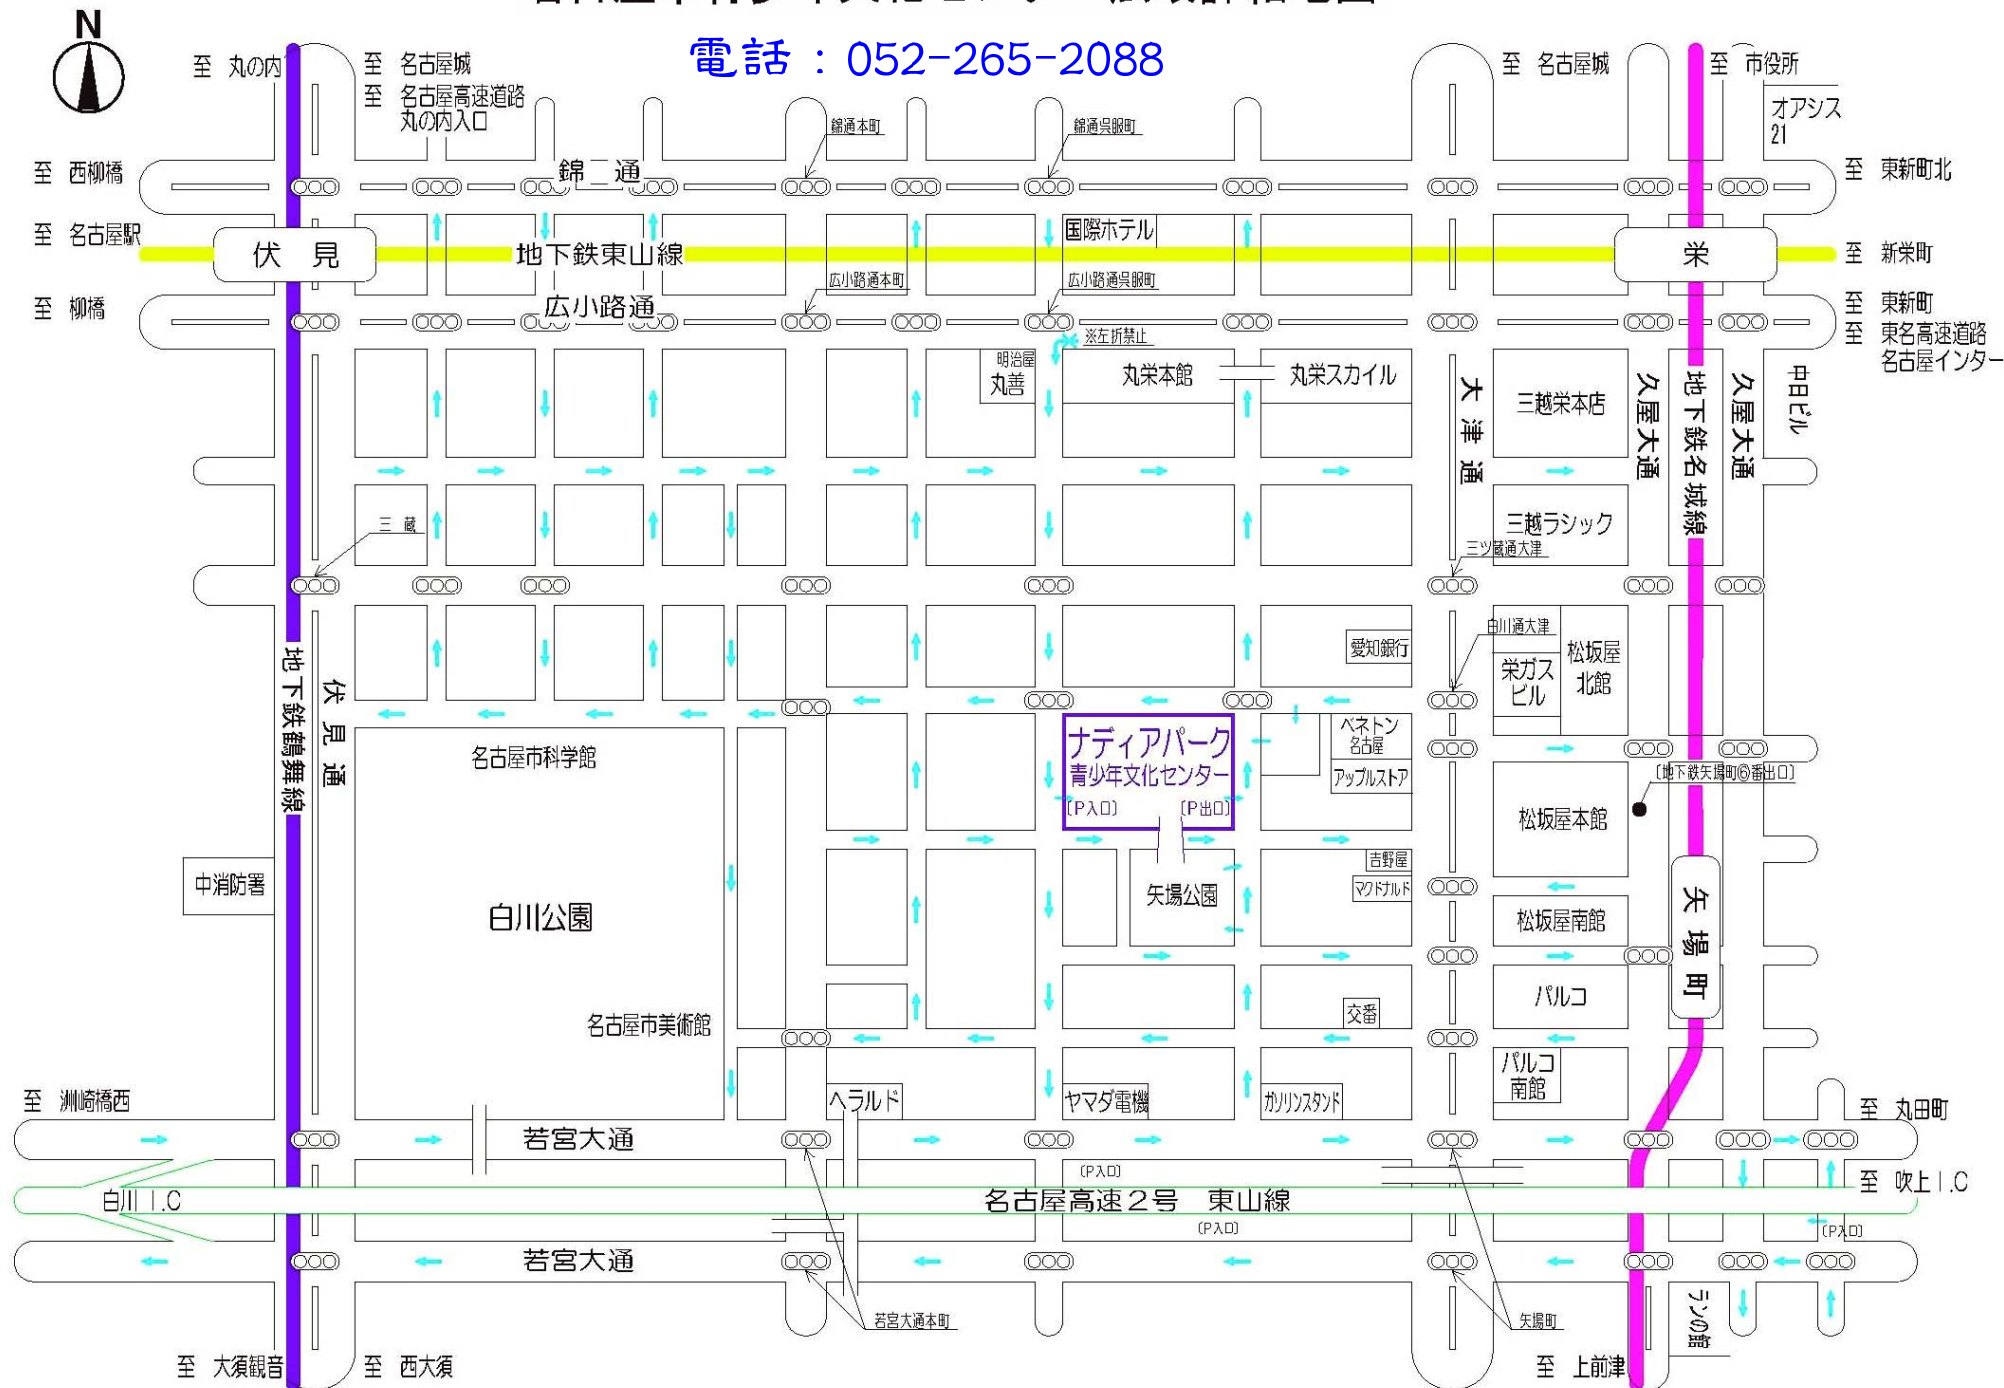 電話：052-265-2088
N
至 丸の内
至 名古屋城
至 名古屋高速道路
丸の内入口
至 名古屋城
至 市役所
オアシス
21
錦通本町
錦通呉服町
至 西柳橋
錦 通
至 東新町北
至 名古屋駅
伏 見
地下鉄東山線
国際ホテル
栄
至 新栄町
至 柳橋
広小路通
広小路通本町
広小路通呉服町
至 東新町
至 東名高速道路
名古屋インター
※左折禁止
明治屋
丸善
丸栄本館
丸栄スカイル
大津通
三越栄本店
久屋大通
地下鉄名城線
久屋大通
中日ビル
三 蔵
三越ラシック
三ツ蔵通大津
愛知銀行
白川通大津
栄ガス
ビル
松坂屋
北館
地下鉄鶴舞線
伏見通
名古屋市科学館
ナディアパーク
青少年文化センター
(P入口)
(P出口)
ベネトン
名古屋
アップルストア
(地下鉄矢場町⑥番出口)
松坂屋本館
中消防署
白川公園
矢場公園
吉野屋
マクドナルド
松坂屋南館
矢場町
名古屋市美術館
交番
パルコ
パルコ
南館
至 洲崎橋西
ヘラルド
ヤマダ電機
ガソリンスタンド
至 丸田町
若宮大通
(P入口)
白川 I.C
名古屋高速2号 東山線
至 吹上 I.C
(P入口)
(P入口)
若宮大通
若宮大通本町
矢場町
ランの館
至 大須観音
至 西大須
至 上前津